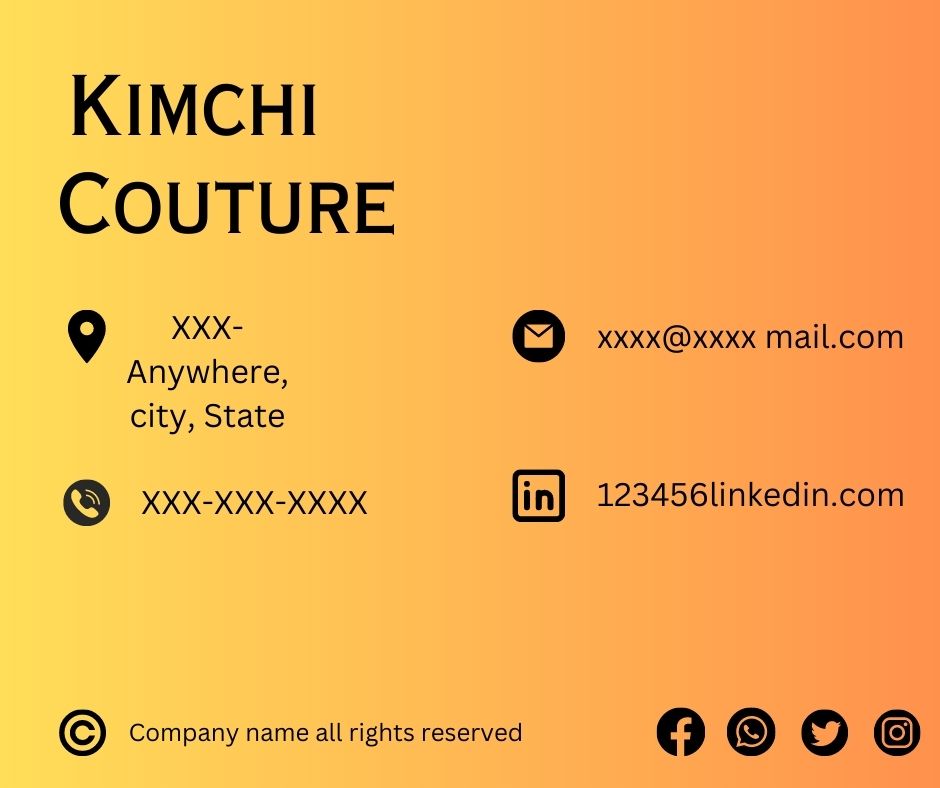 Kimchi
Couture
XXX-
Anywhere,
city, State
xxxx@xxxx mail.com
XXX-XXX-XXXX
in
123456linkedin.com
© Company name all rights reserved